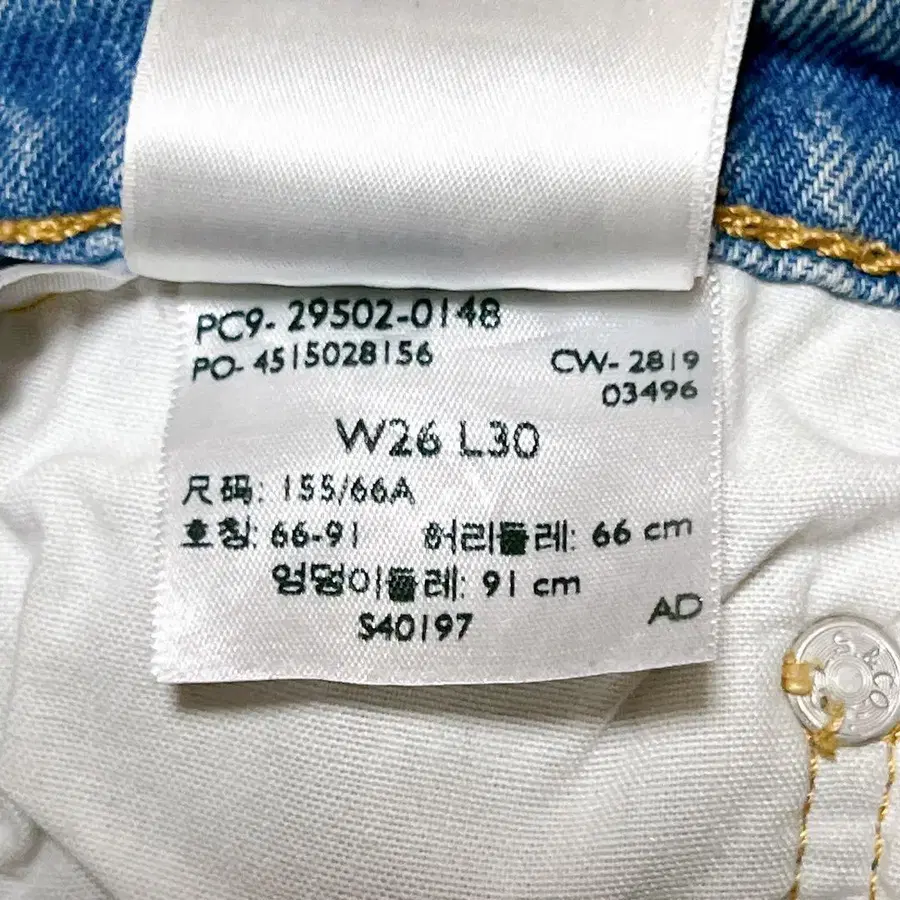 PC9- 29502-0148
PO- 4515028156
CW- 2819
03496
W26 L30
尺码: 155/66A
호칭: 66-91 허리둘레: 66 cm
엉덩이둘레: 91 cm
S40197
AD
S & CO